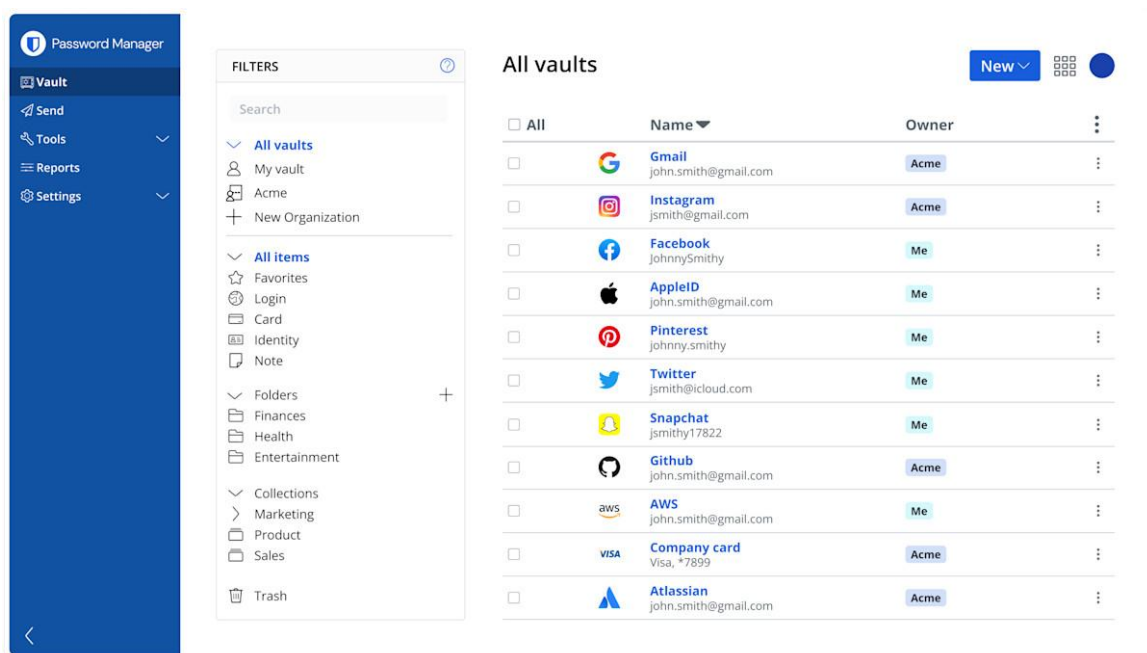 Password Manager
Vault
Send
Tools
Reports
Settings
FILTERS
Search
All vaults
My vault
Acme
New Organization
All items
Favorites
Login
Card
Identity
Note
Folders
Finances
Health
Entertainment
Collections
Marketing
Product
Sales
Trash
All vaults
New
All Name Owner
Gmail
john.smith@gmail.com
Acme
Instagram
jsmith@gmail.com
Acme
Facebook
JohnnySmithy
Me
AppleID
john.smith@gmail.com
Me
Pinterest
johnny.smithy
Me
Twitter
jsmith@icloud.com
Me
Snapchat
jsmithy17822
Me
Github
john.smith@gmail.com
Acme
aws
AWS
john.smith@gmail.com
Me
VISA
Company card
Visa, *7899
Acme
Atlassian
john.smith@gmail.com
Acme